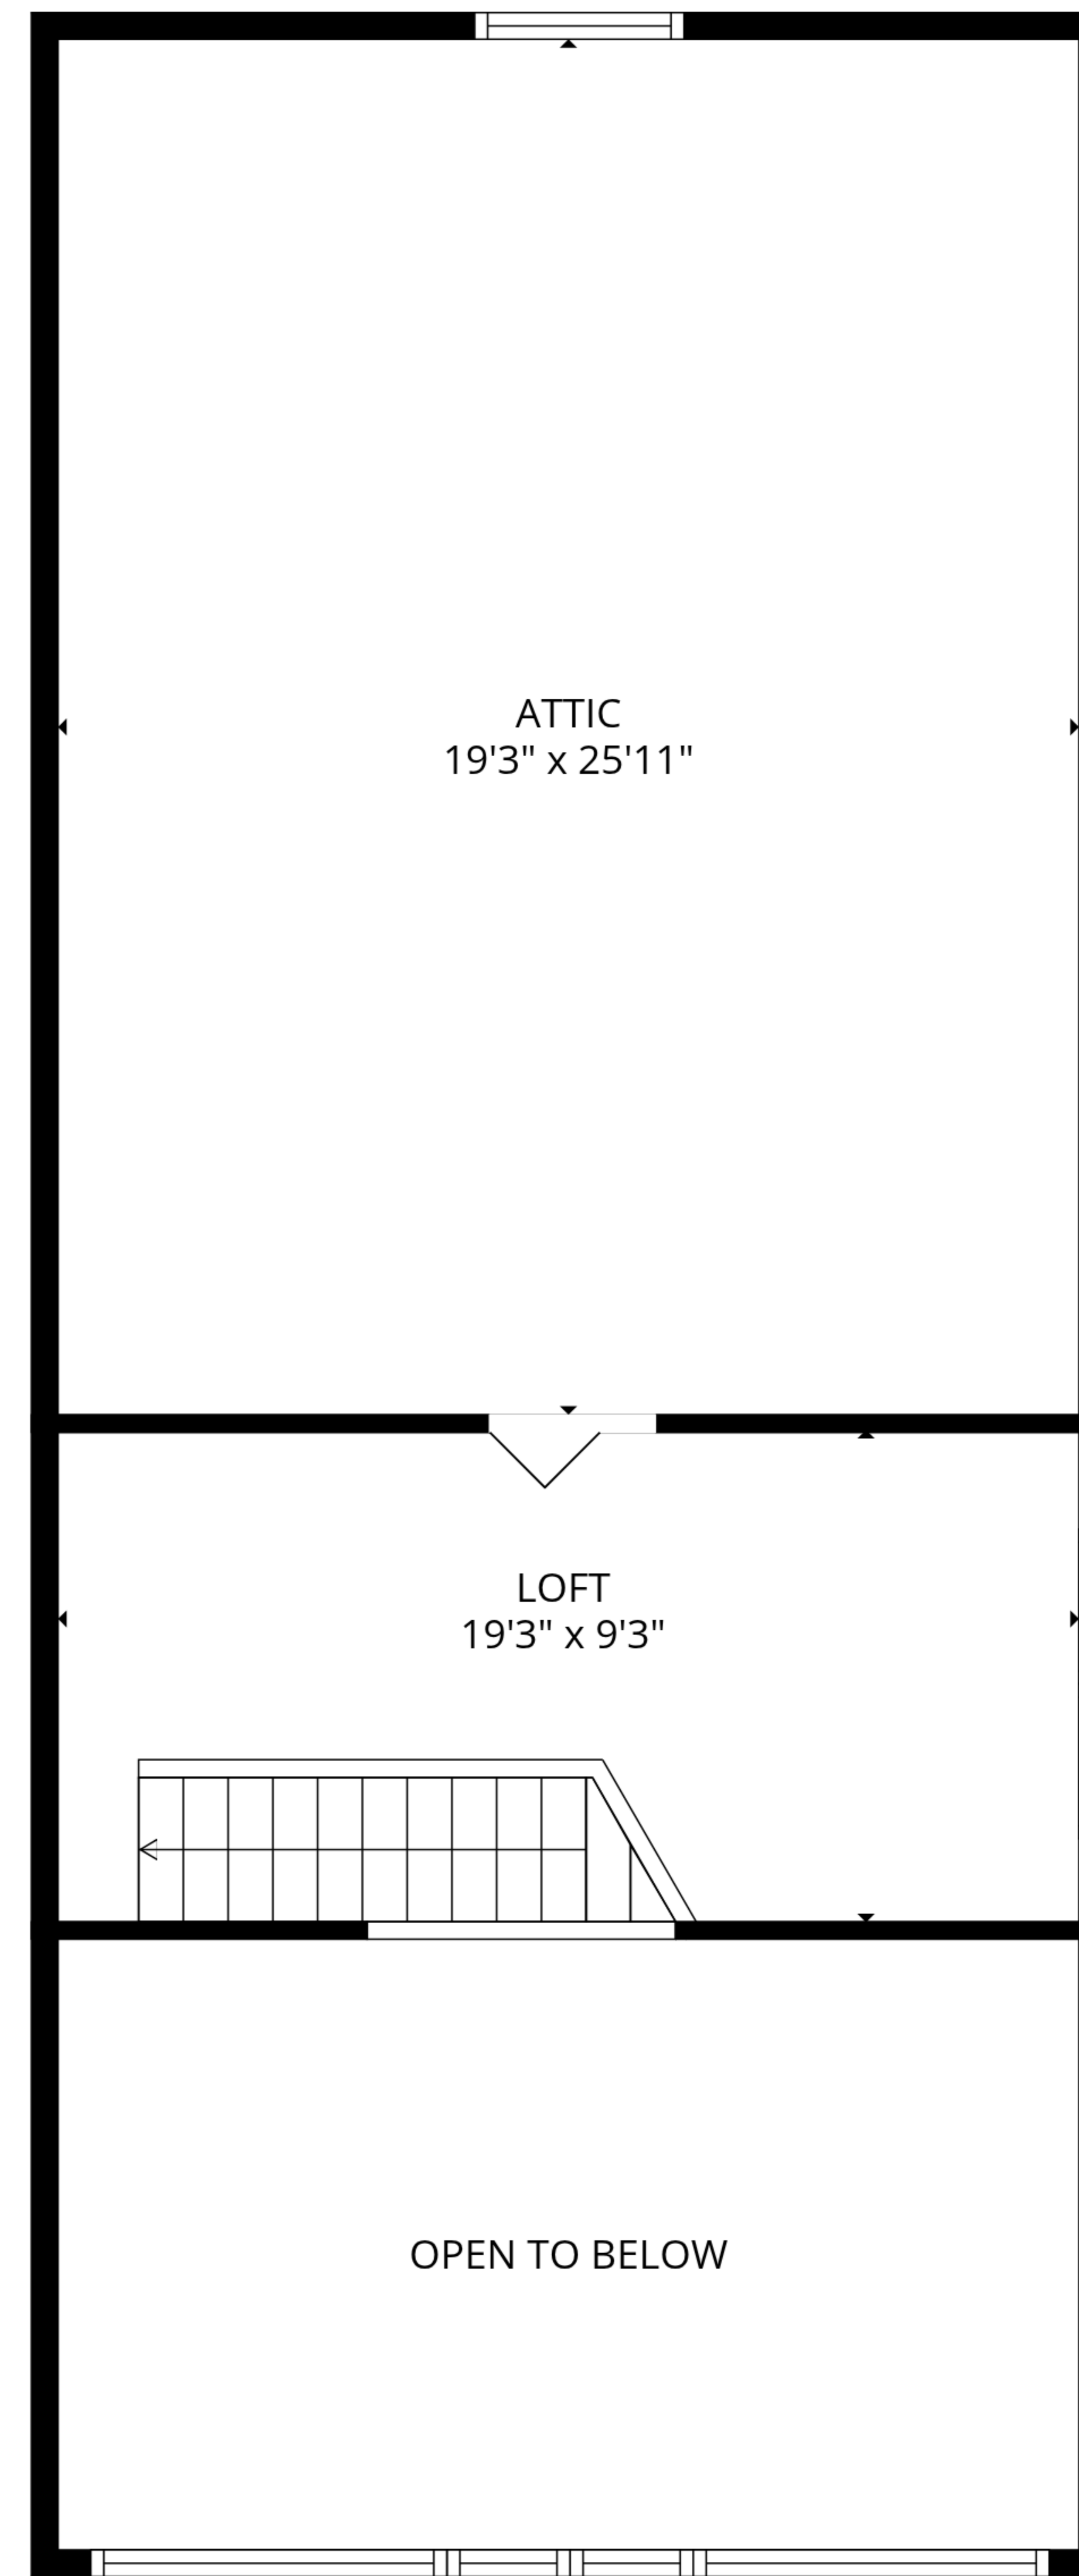 ATTIC
19'3" x 25'11"
LOFT
19'3" x 9'3"
OPEN TO BELOW